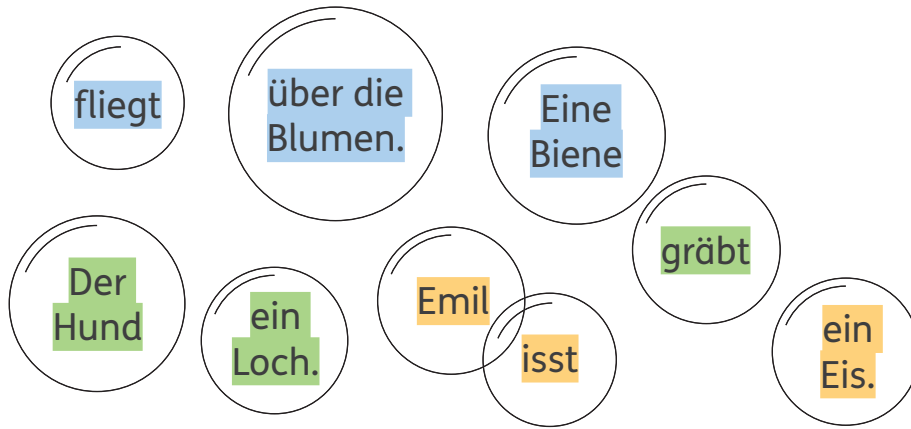 fliegt
über die
Blumen.
Eine
Biene
gräbt
Der
Hund
ein
Loch.
Emil
isst
ein
Eis.